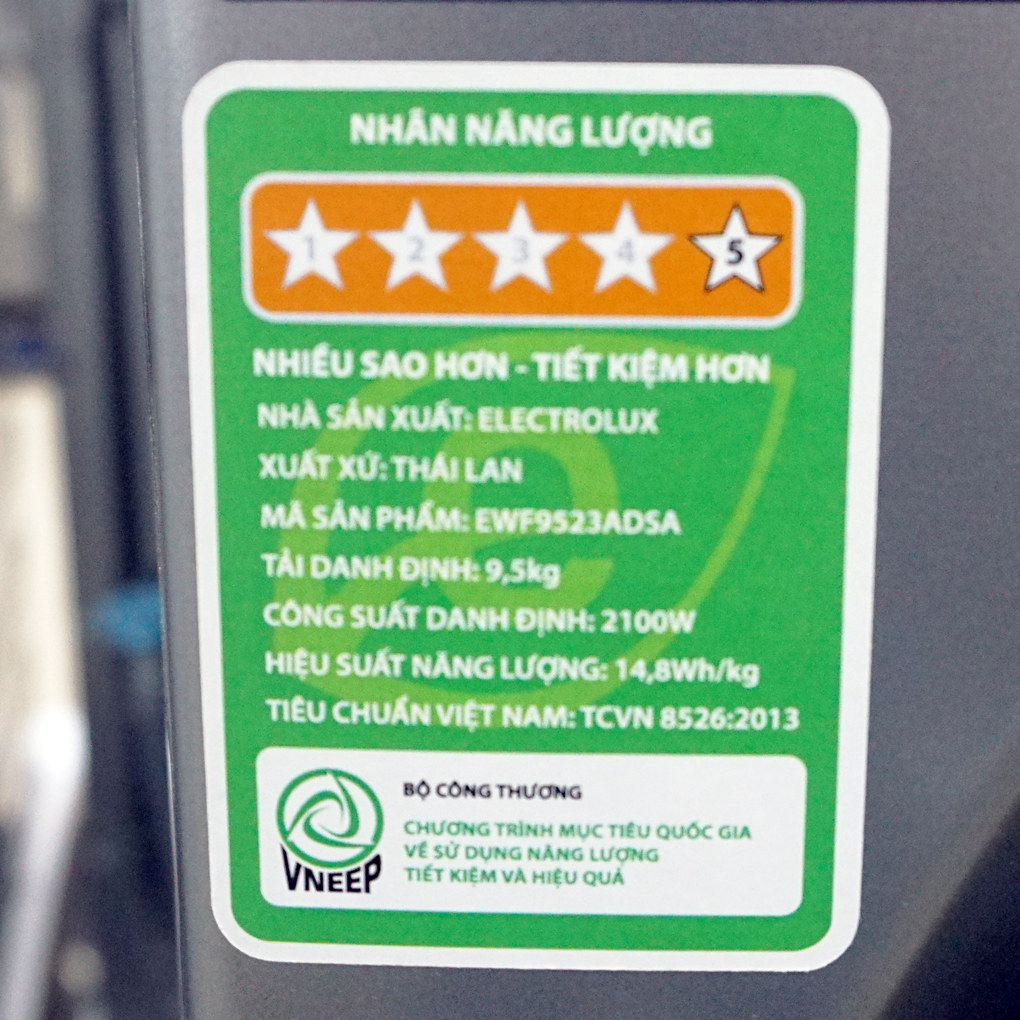 NHÃN NĂNG LƯỢNG
1 2 3 4 5
NHIỀU SAO HƠN - TIẾT KIỆM HƠN
NHÀ SẢN XUẤT: ELECTROLUX
XUẤT XỨ: THÁI LAN
MÃ SẢN PHẨM: EWF9523ADSA
TẢI DANH ĐỊNH: 9,5kg
CÔNG SUẤT DANH ĐỊNH: 2100W
HIỆU SUẤT NĂNG LƯỢNG: 14,8Wh/kg
TIÊU CHUẨN VIỆT NAM: TCVN 8526:2013
BỘ CÔNG THƯƠNG
CHƯƠNG TRÌNH MỤC TIÊU QUỐC GIA
VỀ SỬ DỤNG NĂNG LƯỢNG
TIẾT KIỆM VÀ HIỆU QUẢ
VNEEP